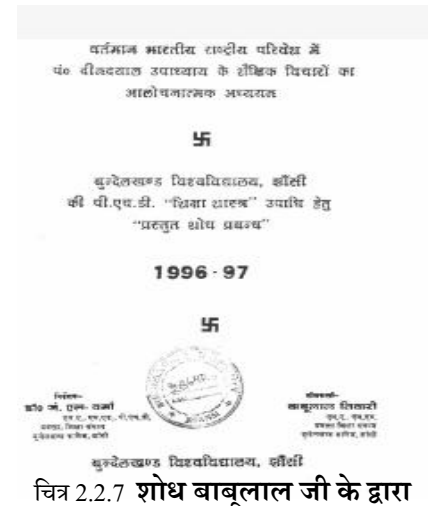 वर्तमान भारतीय राष्ट्रीय परिवेश में
पं० दीनदयाल उपाध्याय के शैक्षिक विचारों का
आलोचनात्मक अध्ययन
卐
बुन्देलखण्ड विश्वविद्यालय, झाँसी
की पी.एच.डी. "शिक्षा शास्त्र" उपाधि हेतु
"प्रस्तुत शोध प्रबन्ध"
1996-97
卐
निर्देशक-
डॉ० जे. एल. वर्मा
शोधकर्ता-
बाबूलाल तिवारी
बुन्देलखण्ड विश्वविद्यालय, झाँसी
चित्र 2.2.7 शोध बाबूलाल जी के द्वारा